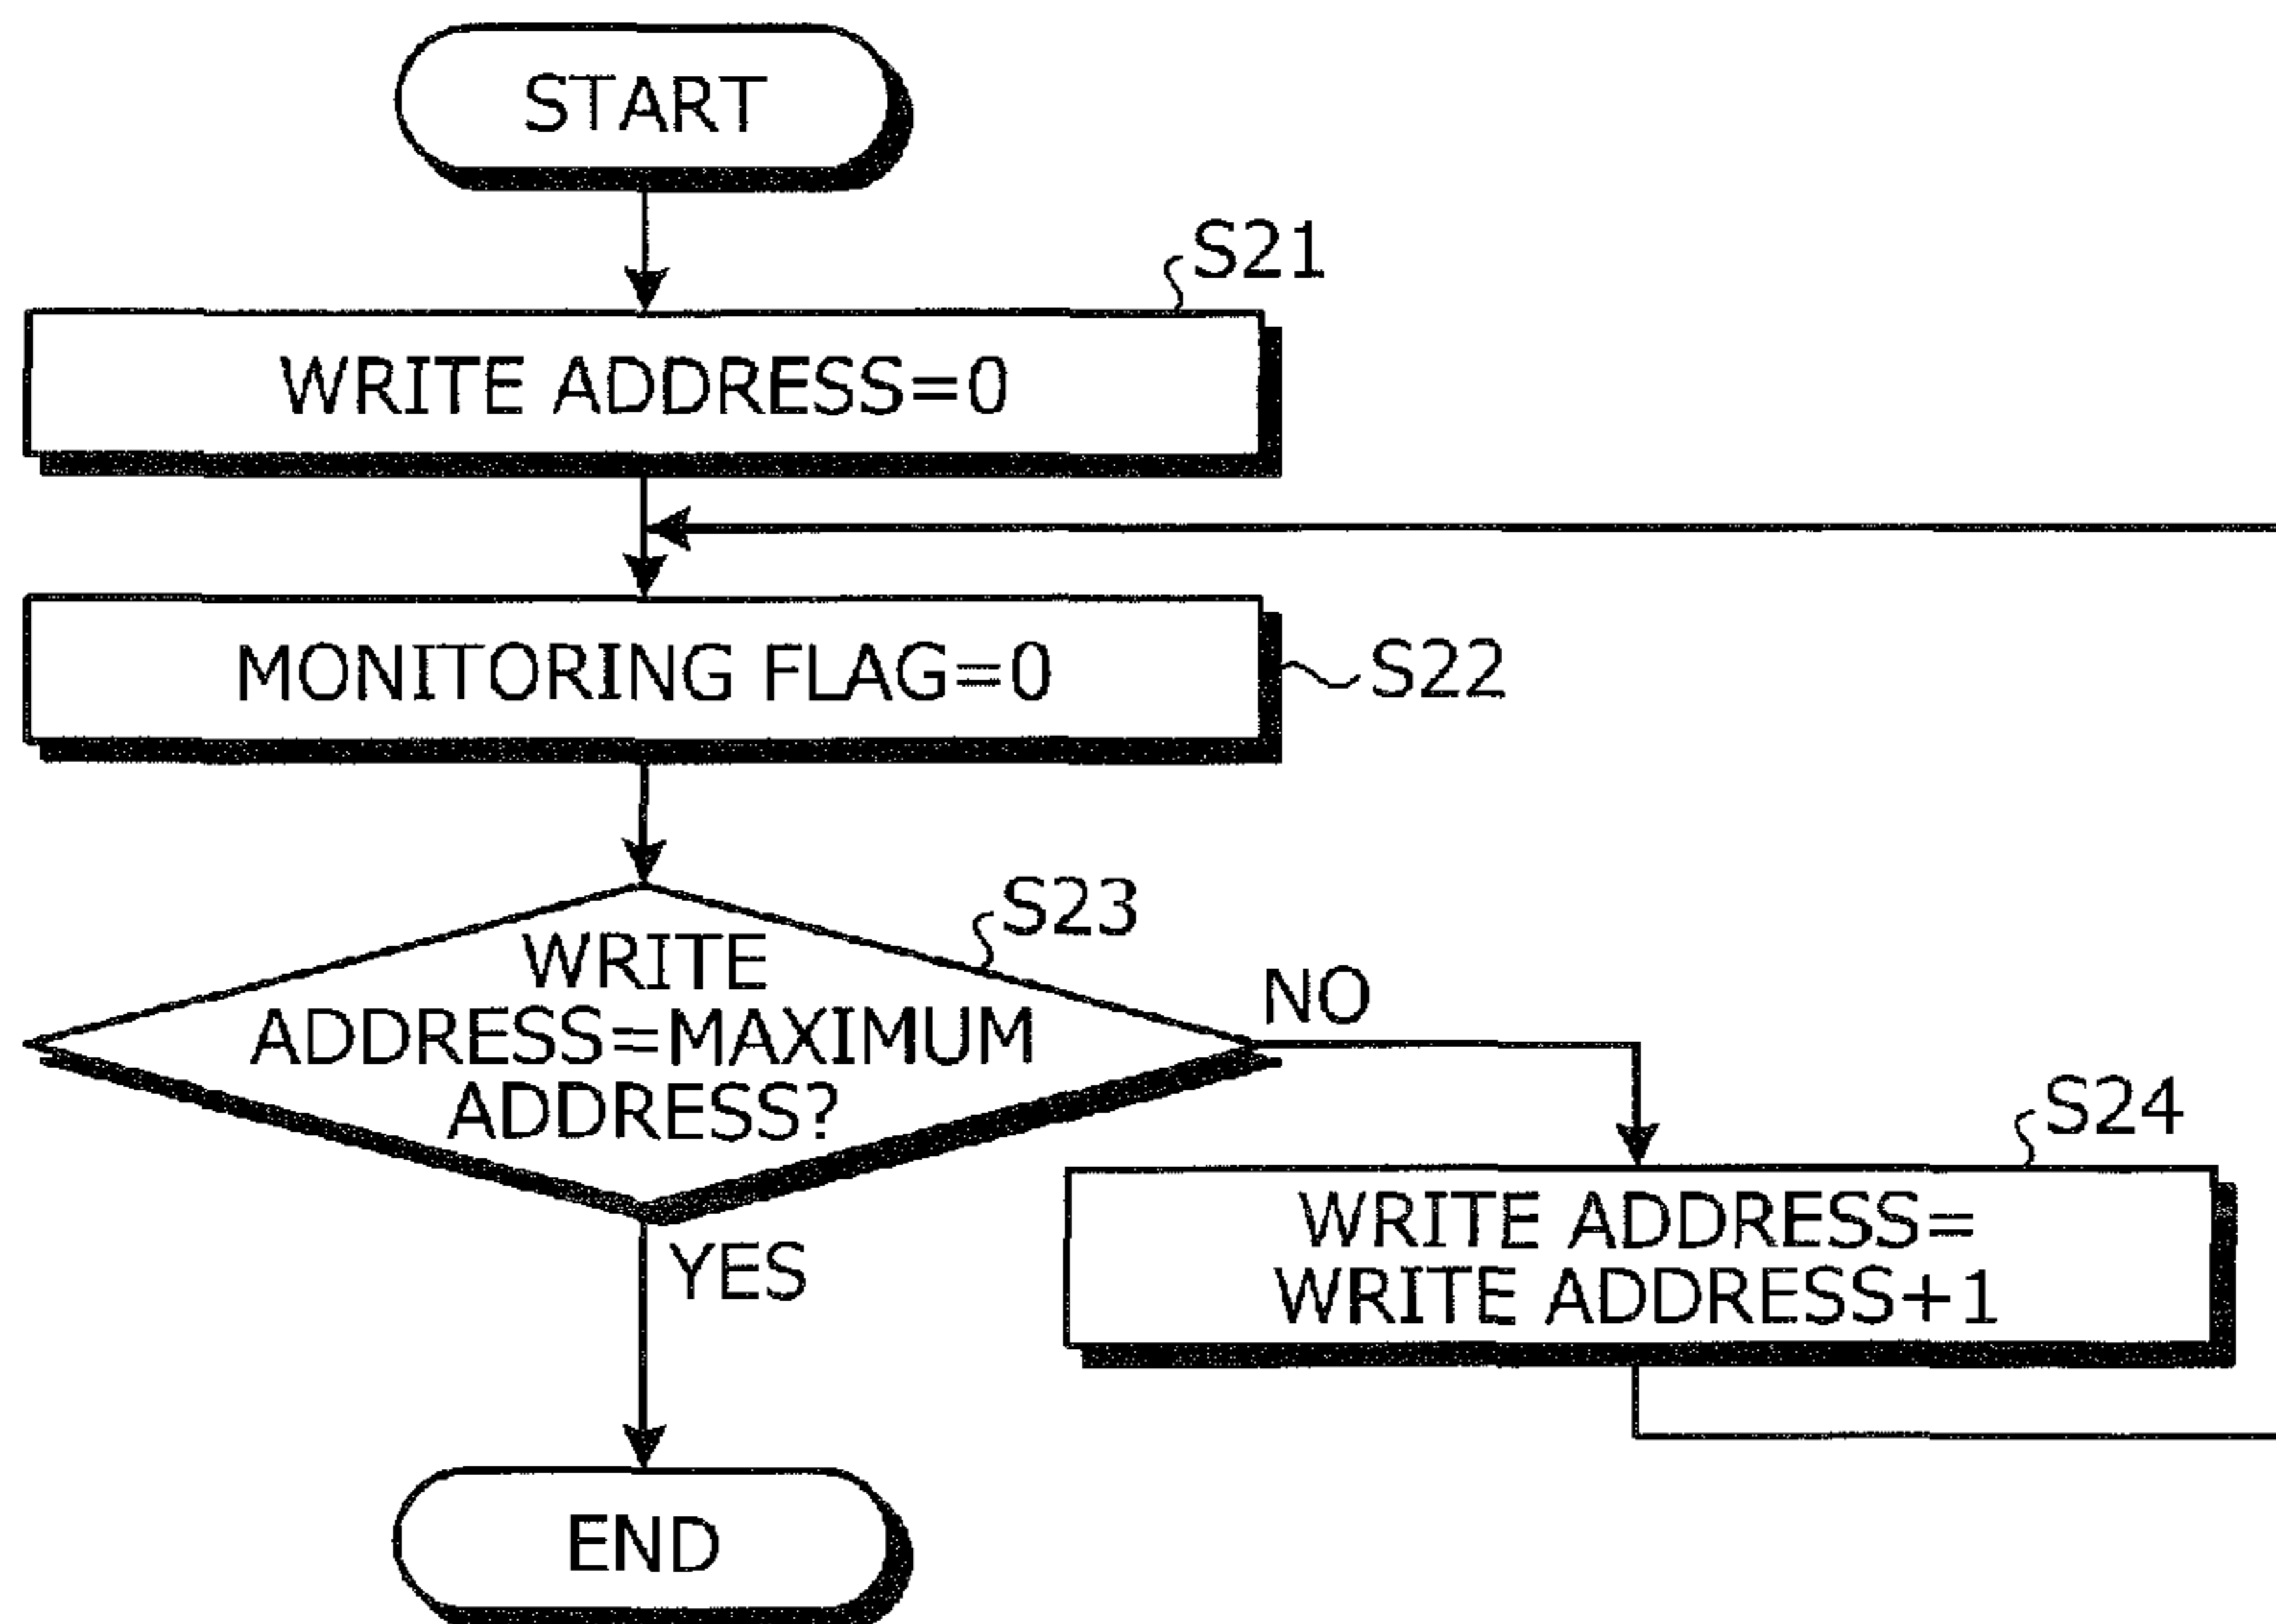 START
S21
WRITE ADDRESS=0
MONITORING FLAG=0
S22
S23
WRITE
ADDRESS=MAXIMUM
ADDRESS?
NO
YES
S24
WRITE ADDRESS=
WRITE ADDRESS+1
END